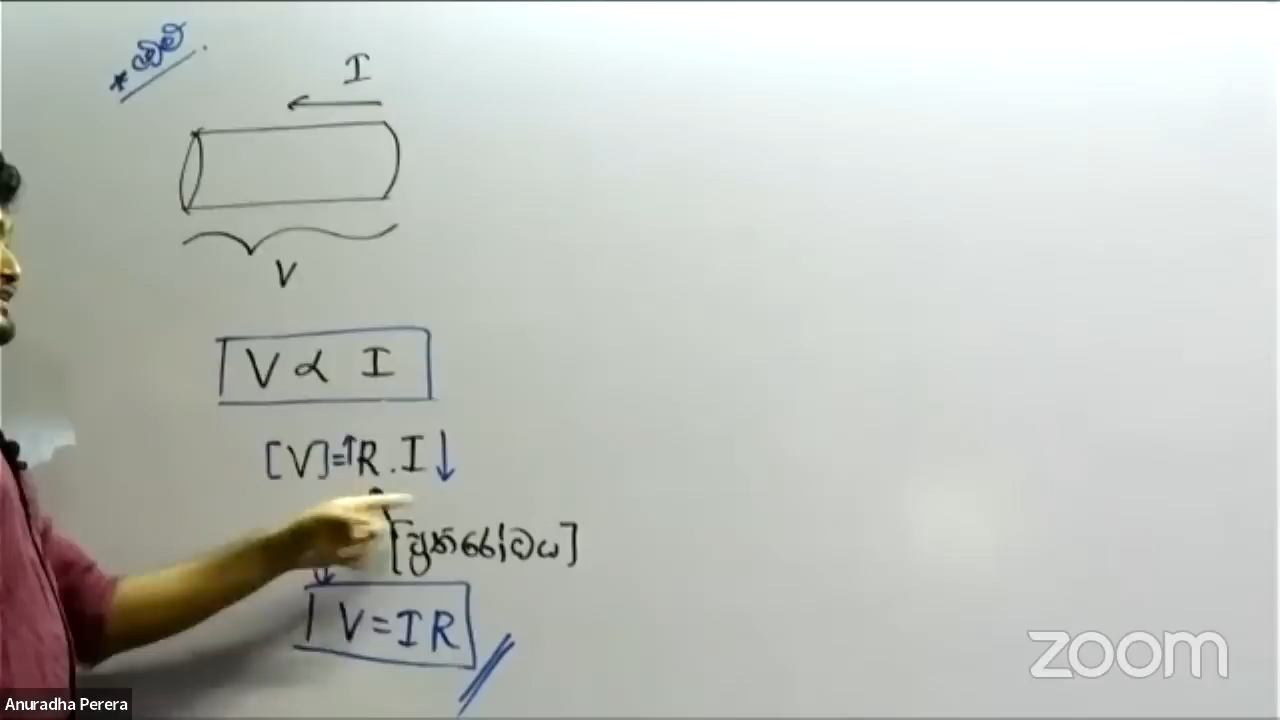 I
V
V ∝ I
[V]=↑R.I↓
[ප්‍රතිරෝධය]
V=IR
zoom
Anuradha Perera